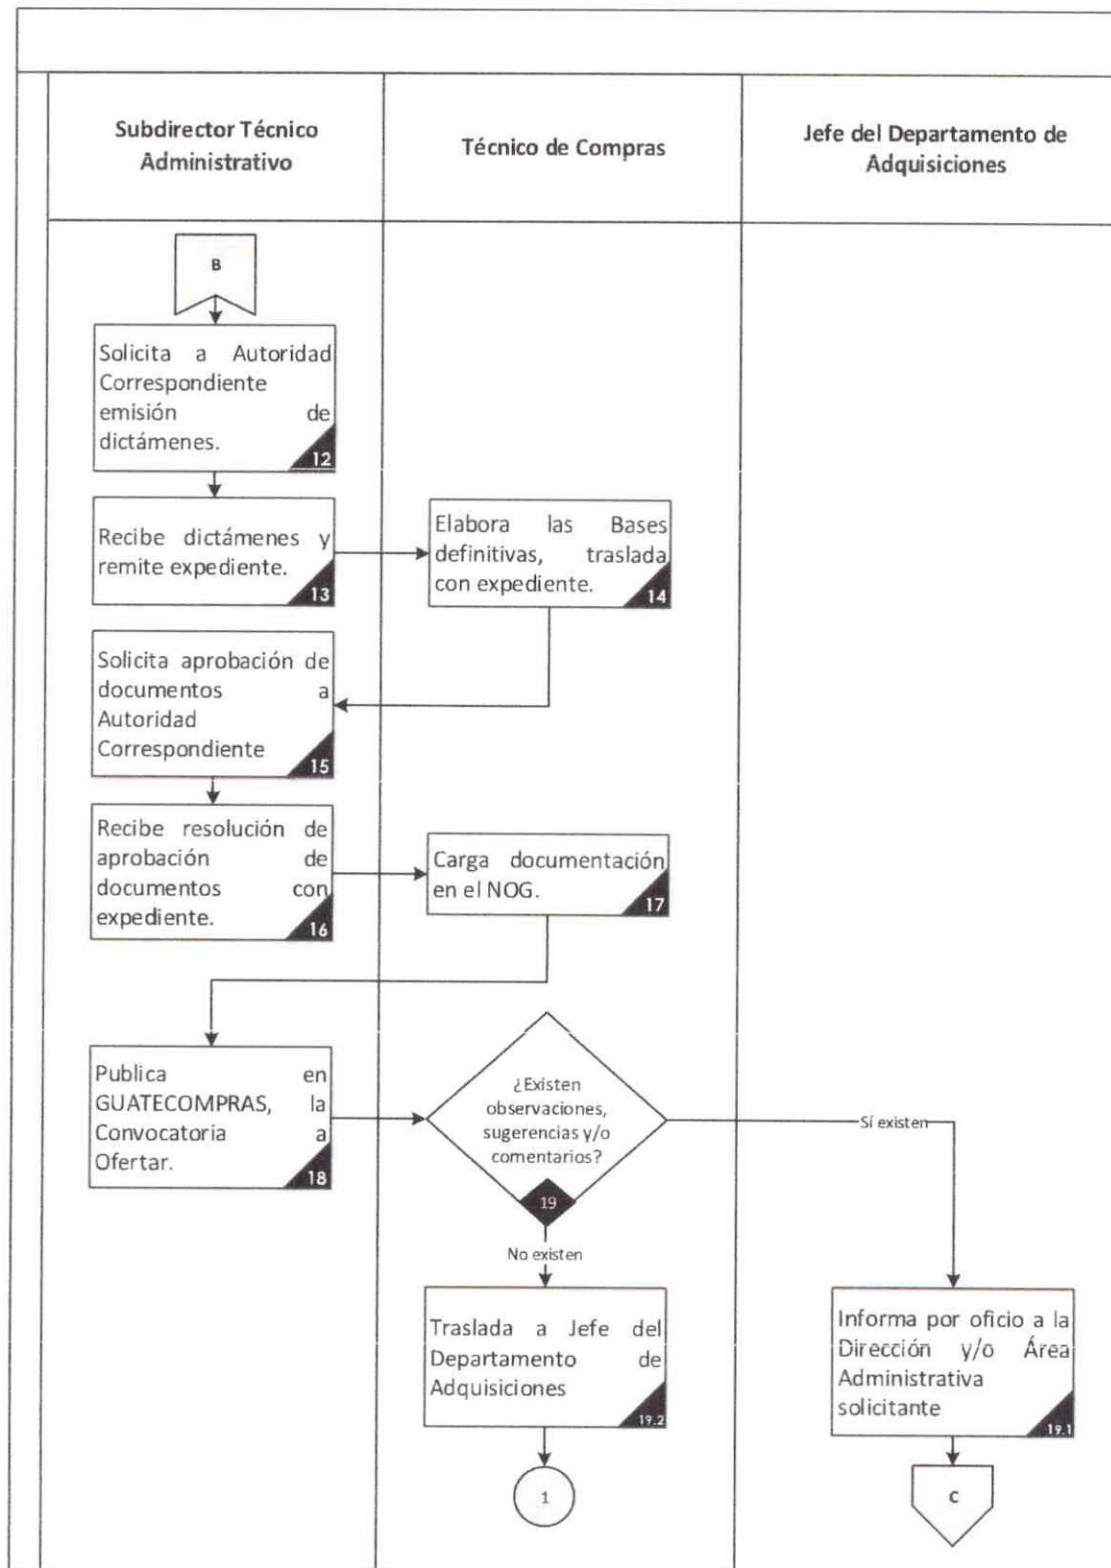 Subdirector Técnico
Administrativo
Técnico de Compras
Jefe del Departamento de
Adquisiciones
B
Solicita a Autoridad
Correspondiente
emisión de
dictámenes.
12
Recibe dictámenes y
remite expediente.
13
Elabora las Bases
definitivas, traslada
con expediente.
14
Solicita aprobación de
documentos a
Autoridad
Correspondiente
15
Recibe resolución de
aprobación de
documentos con
expediente.
16
Carga documentación
en el NOG.
17
Publica en
GUATECOMPRAS, la
Convocatoria a
Ofertar.
18
¿Existen
observaciones,
sugerencias y/o
comentarios?
19
Sí existen
No existen
Traslada a Jefe del
Departamento de
Adquisiciones
19.2
Informa por oficio a la
Dirección y/o Área
Administrativa
solicitante
19.1
1
C